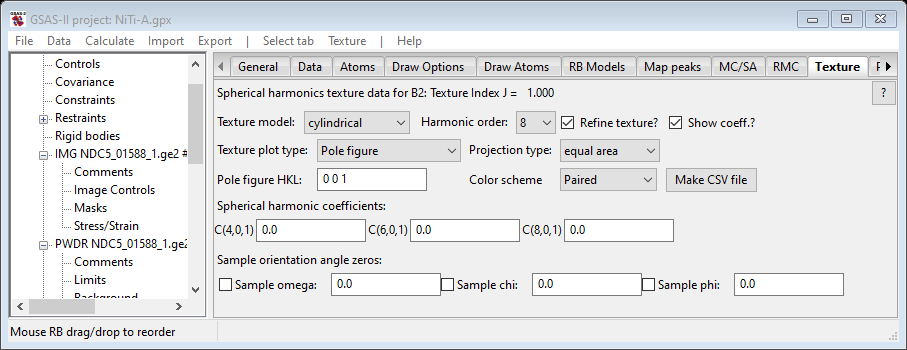 GSAS-II project: NiTi-A.gpx
File Data Calculate Import Export | Select tab Texture | Help
Controls
Covariance
Constraints
Restraints
Rigid bodies
IMG NDC5_01588_1.ge2 #
Comments
Image Controls
Masks
Stress/Strain
PWDR NDC5_01588_1.ge2
Comments
Limits
Background
General Data Atoms Draw Options Draw Atoms RB Models Map peaks MC/SA RMC Texture P
Spherical harmonics texture data for B2: Texture Index J = 1.000 ?
Texture model: cylindrical Harmonic order: 8 Refine texture? Show coeff.?
Texture plot type: Pole figure Projection type: equal area
Pole figure HKL: 0 0 1 Color scheme Paired Make CSV file
Spherical harmonic coefficients:
C(4,0,1) 0.0 C(6,0,1) 0.0 C(8,0,1) 0.0
Sample orientation angle zeros:
Sample omega: 0.0 Sample chi: 0.0 Sample phi: 0.0
Mouse RB drag/drop to reorder